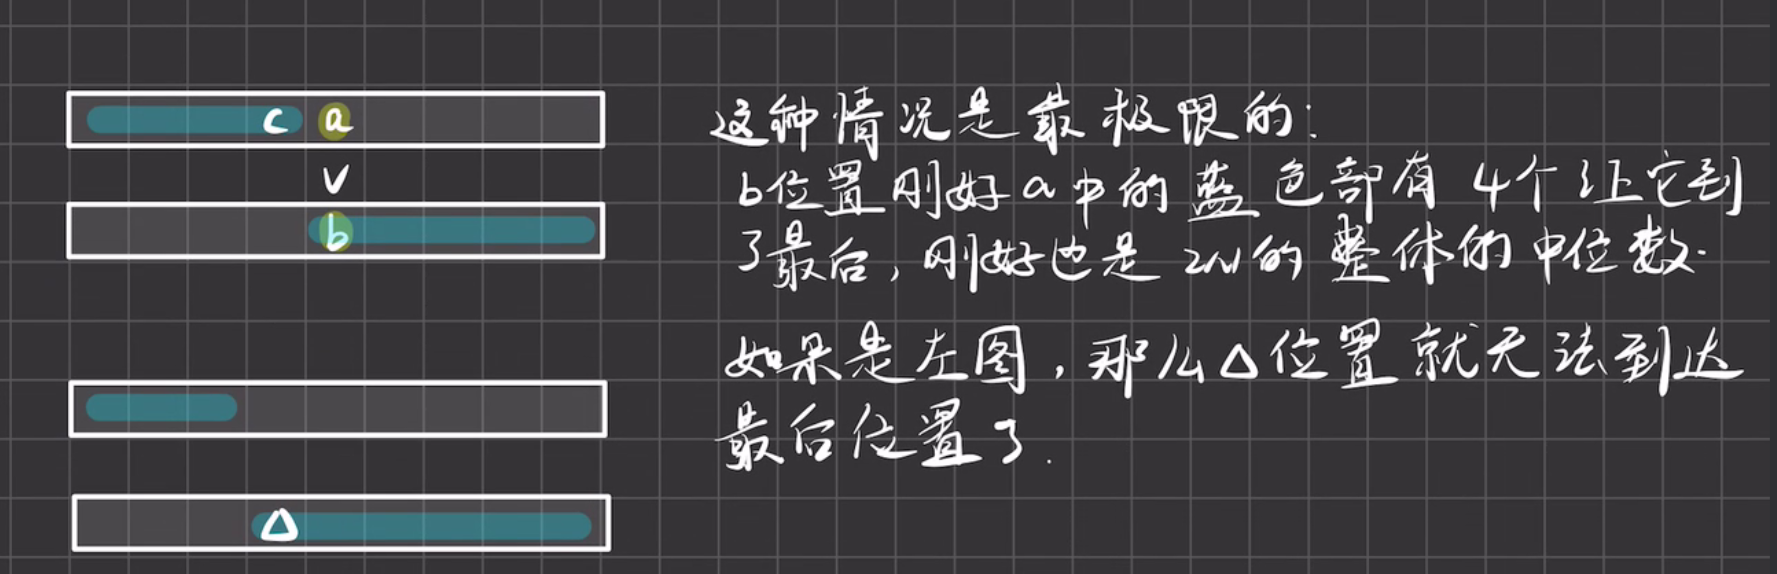 c a
∨
b
△
这种情况是最极限的:
b位置刚好a中的蓝色部有4个让它到
了最后,刚好也是2N的整体的中位数.
如果是左图,那么△位置就无法到达
最后位置了.